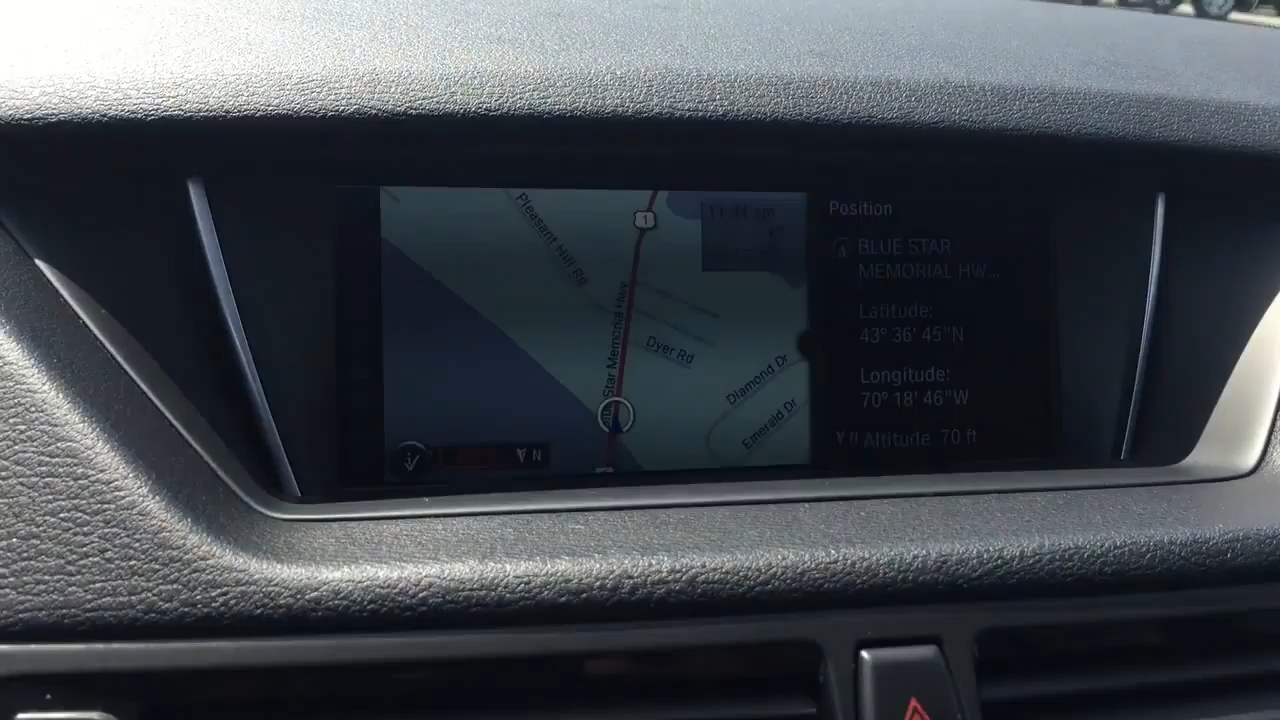 Pleasant Hill Rd
1
Star Memorial Hwy
Dyer Rd
Diamond Dr
Emerald Dr
N
Position
BLUE STAR
MEMORIAL HW...
Latitude:
43° 36' 45"N
Longitude:
70° 18' 46"W
Altitude 70 ft